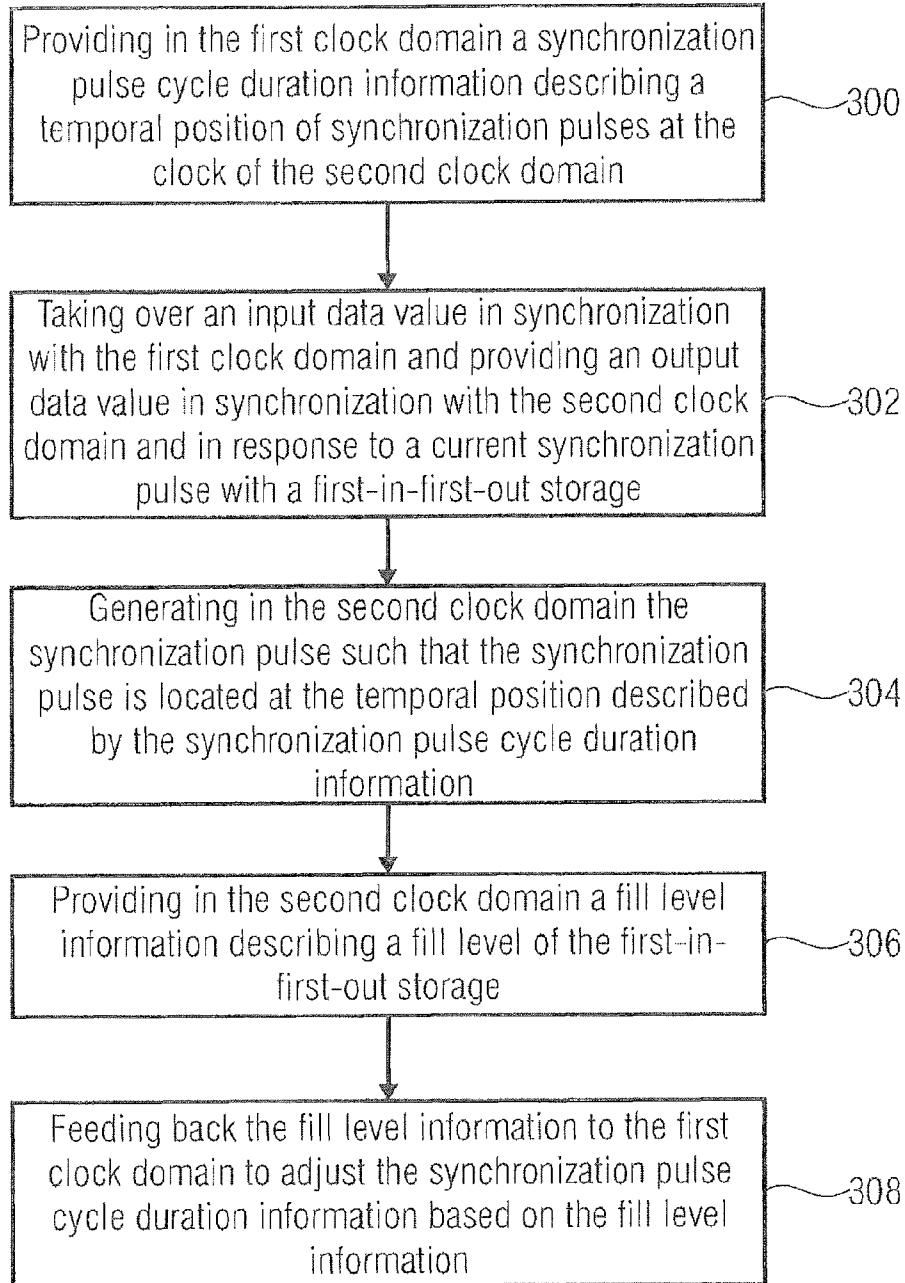 Providing in the first clock domain a synchronization
pulse cycle duration information describing a
temporal position of synchronization pulses at the
clock of the second clock domain
300
Taking over an input data value in synchronization
with the first clock domain and providing an output
data value in synchronization with the second clock
domain and in response to a current synchronization
pulse with a first-in-first-out storage
302
Generating in the second clock domain the
synchronization pulse such that the synchronization
pulse is located at the temporal position described
by the synchronization pulse cycle duration
information
304
Providing in the second clock domain a fill level
information describing a fill level of the first-in-
first-out storage
306
Feeding back the fill level information to the first
clock domain to adjust the synchronization pulse
cycle duration information based on the fill level
information
308